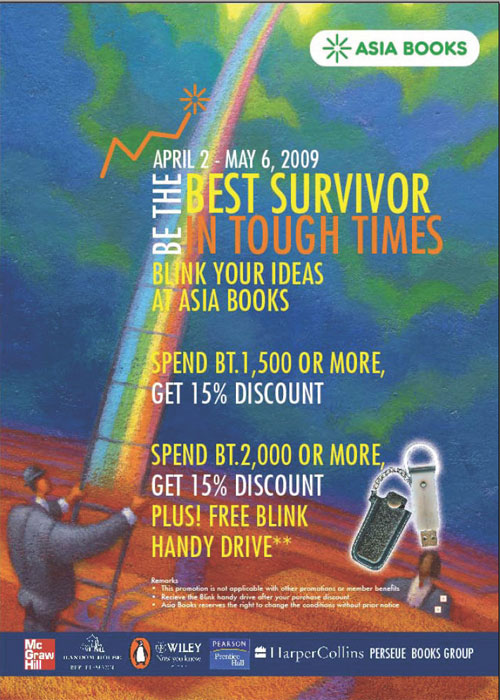 ASIA BOOKS
APRIL 2 - MAY 6, 2009
BE THE
BEST SURVIVOR
IN TOUGH TIMES
BLINK YOUR IDEAS
AT ASIA BOOKS
SPEND BT.1,500 OR MORE,
GET 15% DISCOUNT
SPEND BT.2,000 OR MORE,
GET 15% DISCOUNT
PLUS! FREE BLINK
HANDY DRIVE**
Remarks
• This promotion is not applicable with other promotions or member benefits
• Recieve the Blink handy drive after your purchase discount
• Asia Books reserves the right to change the conditions without prior notice
Mc
Graw
Hill
RANDOM HOUSE
WILEY
Now you know
PEARSON
Prentice
Hall
HarperCollins
PERSEUE BOOKS GROUP